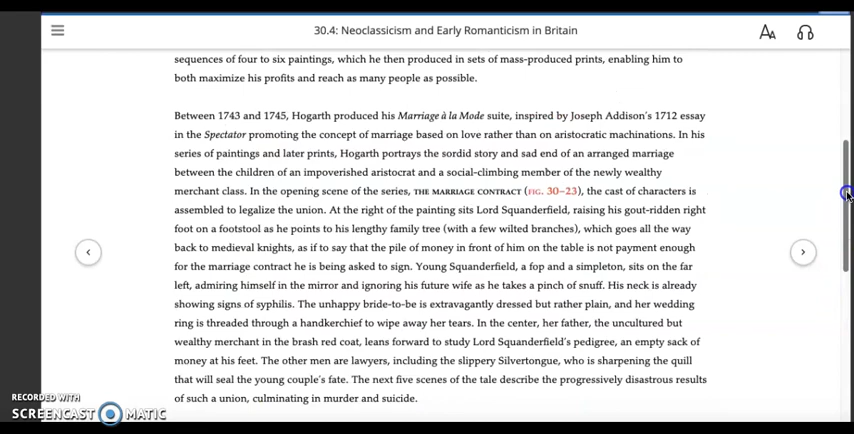 30.4: Neoclassicism and Early Romanticism in Britain
AA
sequences of four to six paintings, which he then produced in sets of mass-produced prints, enabling him to
both maximize his profits and reach as many people as possible.
Between 1743 and 1745, Hogarth produced his Marriage à la Mode suite, inspired by Joseph Addison's 1712 essay
in the Spectator promoting the concept of marriage based on love rather than on aristocratic machinations. In his
series of paintings and later prints, Hogarth portrays the sordid story and sad end of an arranged marriage
between the children of an impoverished aristocrat and a social-climbing member of the newly wealthy
merchant class. In the opening scene of the series, THE MARRIAGE CONTRACT (FIG. 30–23), the cast of characters is
assembled to legalize the union. At the right of the painting sits Lord Squanderfield, raising his gout-ridden right
foot on a footstool as he points to his lengthy family tree (with a few wilted branches), which goes all the way
back to medieval knights, as if to say that the pile of money in front of him on the table is not payment enough
for the marriage contract he is being asked to sign. Young Squanderfield, a fop and a simpleton, sits on the far
left, admiring himself in the mirror and ignoring his future wife as he takes a pinch of snuff. His neck is already
showing signs of syphilis. The unhappy bride-to-be is extravagantly dressed but rather plain, and her wedding
ring is threaded through a handkerchief to wipe away her tears. In the center, her father, the uncultured but
wealthy merchant in the brash red coat, leans forward to study Lord Squanderfield's pedigree, an empty sack of
money at his feet. The other men are lawyers, including the slippery Silvertongue, who is sharpening the quill
that will seal the young couple's fate. The next five scenes of the tale describe the progressively disastrous results
of such a union, culminating in murder and suicide.
RECORDED WITH
SCREENCAST MATIC